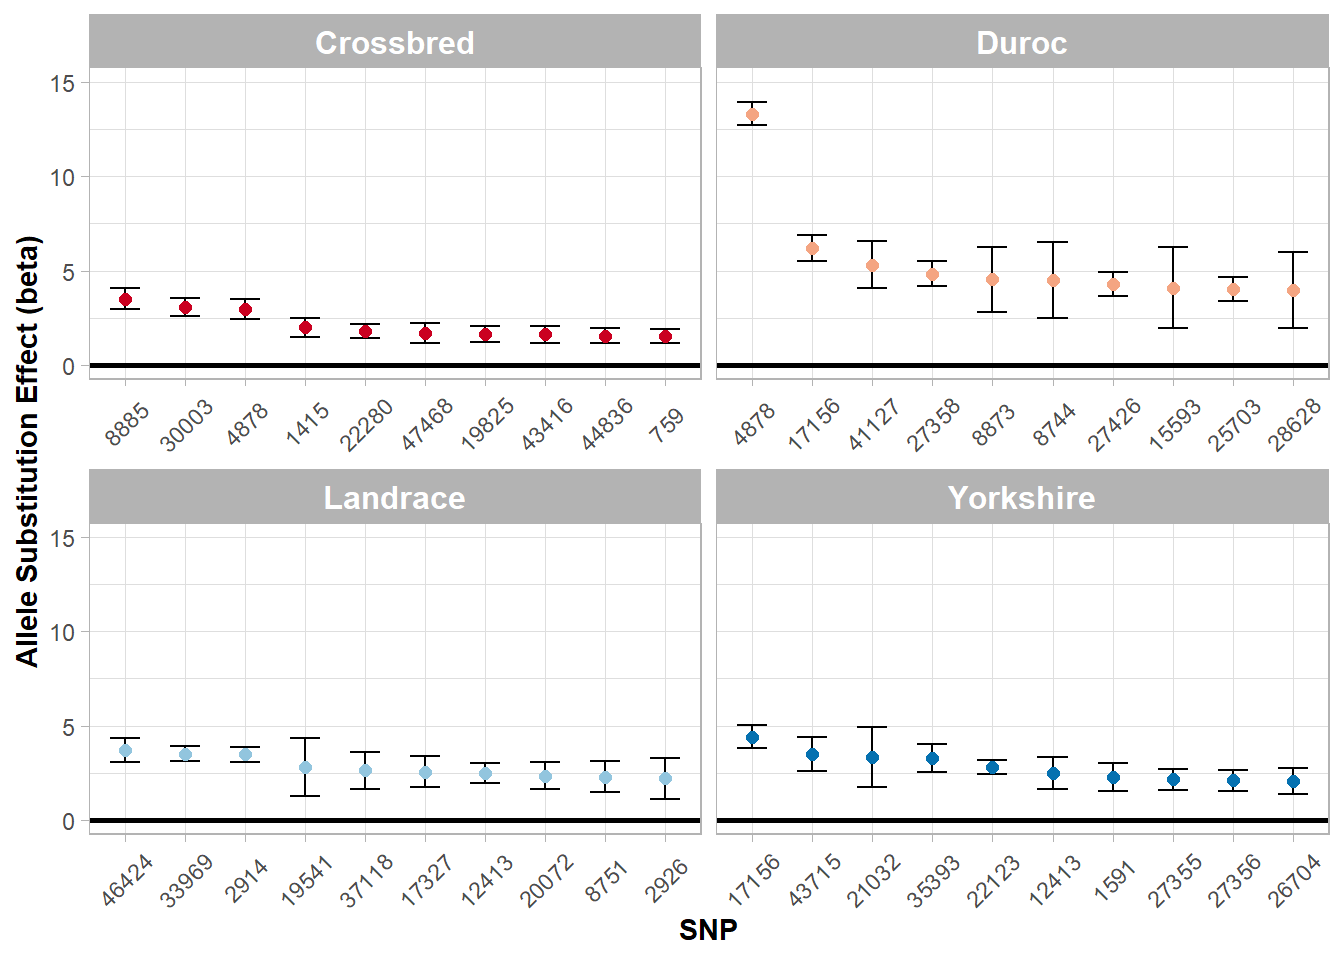 Crossbred
Duroc
15
10
5
0
8885 30003 4878 1415 22280 47468 19825 43416 44836 759
4878 17156 41127 27358 8873 8744 27426 15593 25703 28628
Landrace
Yorkshire
15
10
5
0
46424 33969 2914 19541 37118 17327 12413 20072 8751 2926
17156 43715 21032 35393 22123 12413 1591 27355 27356 26704
SNP
Allele Substitution Effect (beta)